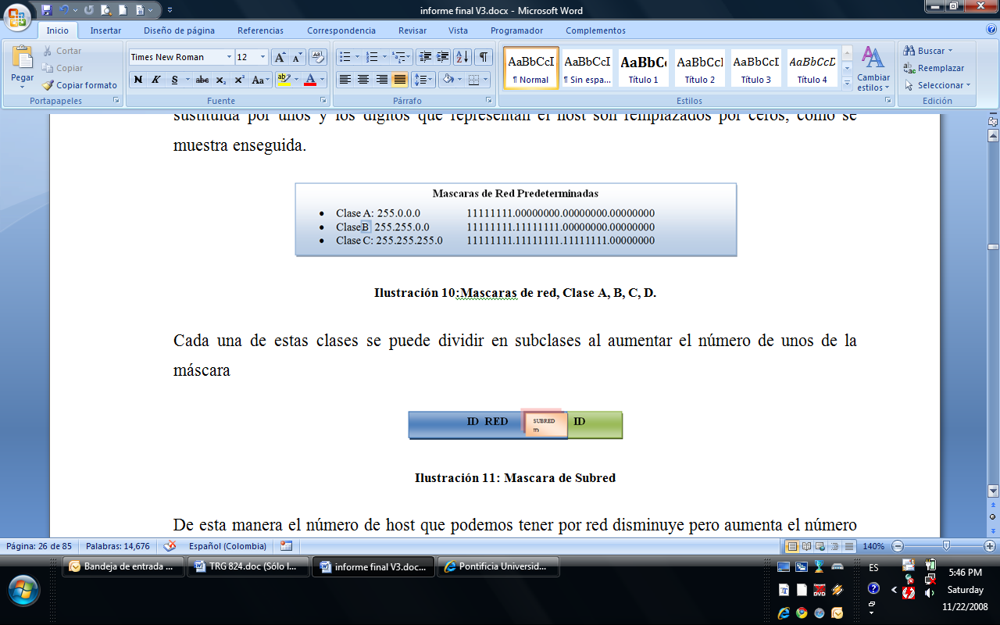 informe final V3.docx - Microsoft Word
Inicio Insertar Diseño de página Referencias Correspondencia Revisar Vista Programador Complementos
Pegar
Cortar
Copiar
Copiar formato
Portapapeles
Times New Roman 12
N K S abc x₂ x² Aa
Fuente
Párrafo
AaBbCcI AaBbCcI AaBbC AaBbCcI AaBbCcI AaBbCcD
¶ Normal ¶ Sin espa... Título 1 Título 2 Título 3 Título 4
Cambiar estilos
Estilos
Buscar
Reemplazar
Seleccionar
Edición
sustituida por unos y los dígitos que representan el host son remplazados por ceros, como se
muestra enseguida.
Mascaras de Red Predeterminadas
• Clase A: 255.0.0.0 11111111.00000000.00000000.00000000
• Clase B 255.255.0.0 11111111.11111111.00000000.00000000
• Clase C: 255.255.255.0 11111111.11111111.11111111.00000000
Ilustración 10:Mascaras de red, Clase A, B, C, D.
Cada una de estas clases se puede dividir en subclases al aumentar el número de unos de la
máscara
ID RED SUBRED ID
Ilustración 11: Mascara de Subred
De esta manera el número de host que podemos tener por red disminuye pero aumenta el número
Página: 26 de 85 Palabras: 14,676 Español (Colombia) 140%
Bandeja de entrada ... TRG 824.doc (Sólo l... informe final V3.doc... Pontificia Universid...
ES
5:46 PM
Saturday
11/22/2008